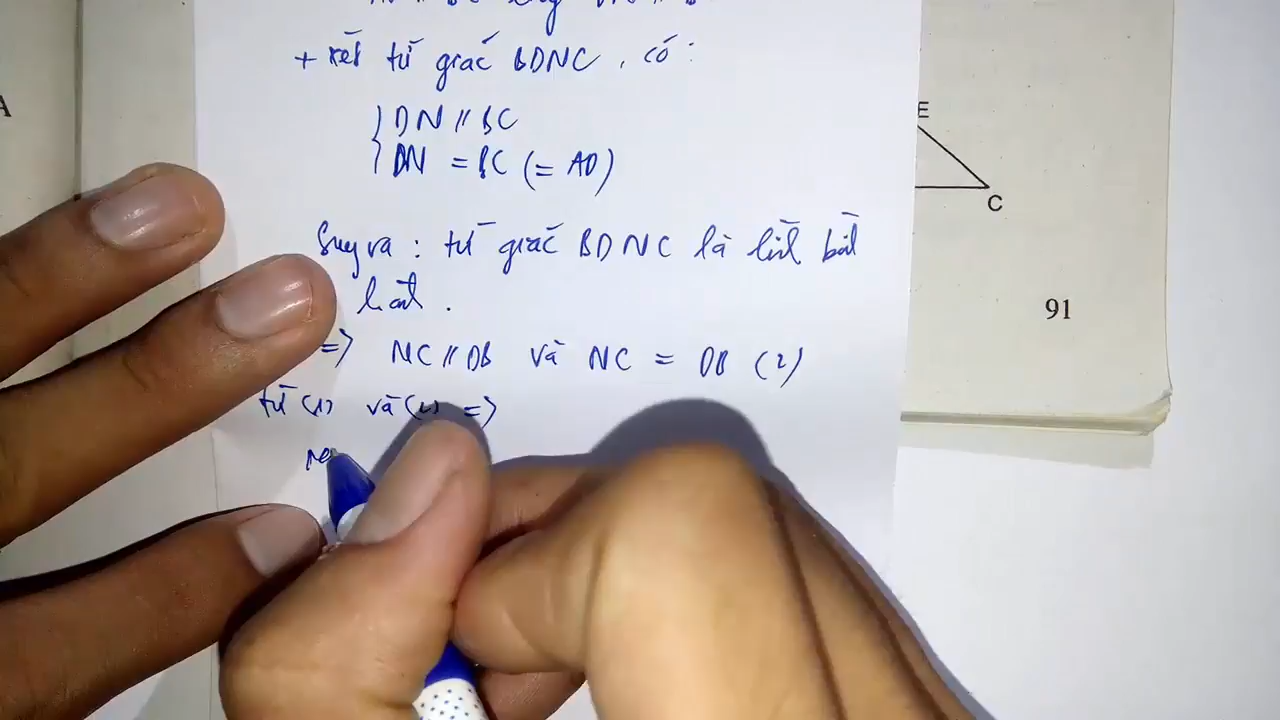 + xét tứ giác BDNC, có:
DN // BC
DN = BC (= AD)
Suy ra : tứ giác BDNC là hình bình
hành.
=> NC // DB và NC = DB (2)
từ (1) và (2) =>
A
E
C
91